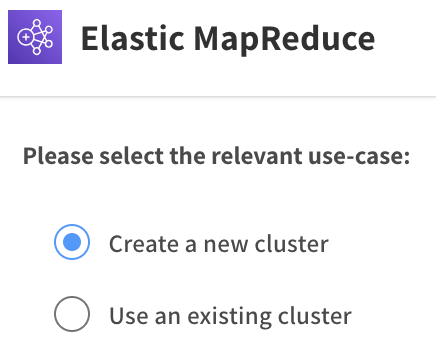 Elastic MapReduce
Please select the relevant use-case:
Create a new cluster
Use an existing cluster